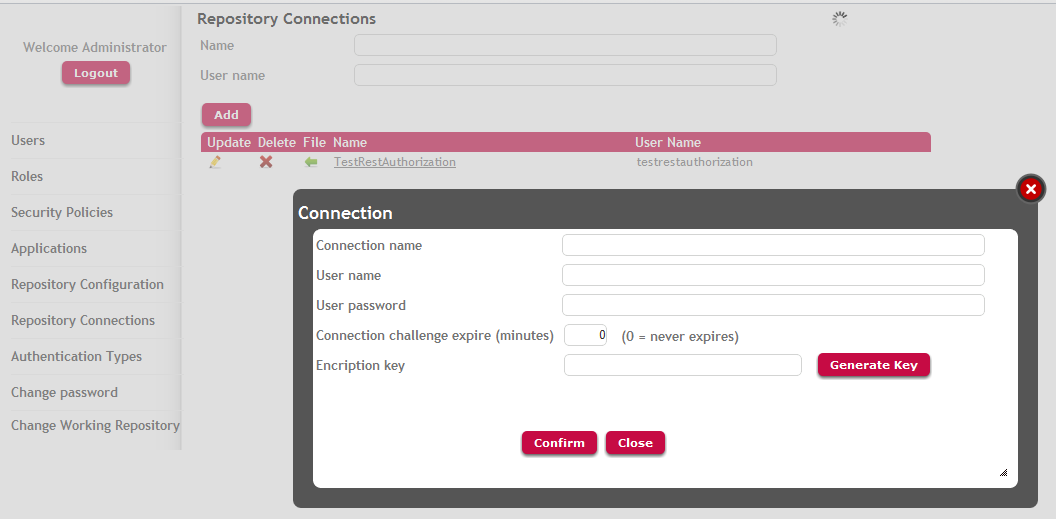 Repository Connections
Welcome Administrator
Logout
Name
User name
Add
Users
Roles
Security Policies
Applications
Repository Configuration
Repository Connections
Authentication Types
Change password
Change Working Repository
Update Delete File Name User Name
TestRestAuthorization testrestauthorization
Connection
Connection name
User name
User password
Connection challenge expire (minutes) 0 (0 = never expires)
Encription key Generate Key
Confirm Close